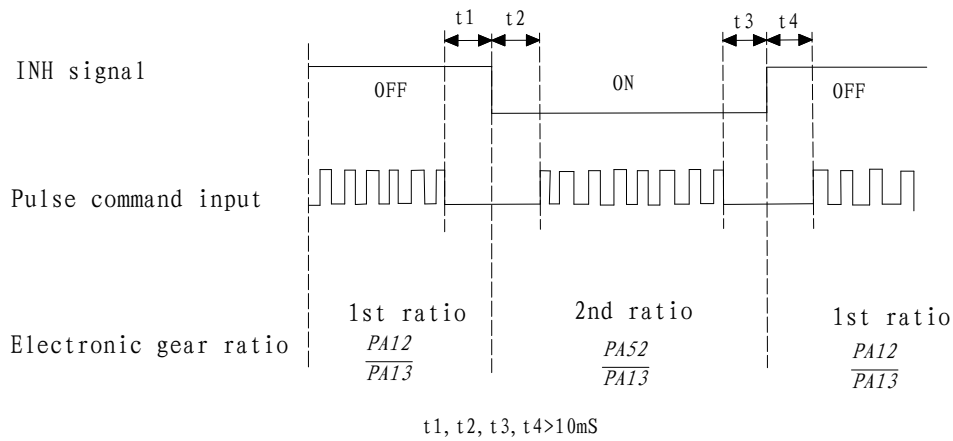 t1 t2 t3 t4
INH signal
OFF ON OFF
Pulse command input
1st ratio 2nd ratio 1st ratio
Electronic gear ratio
PA12 PA52 PA12
PA13 PA13 PA13
t1, t2, t3, t4>10mS